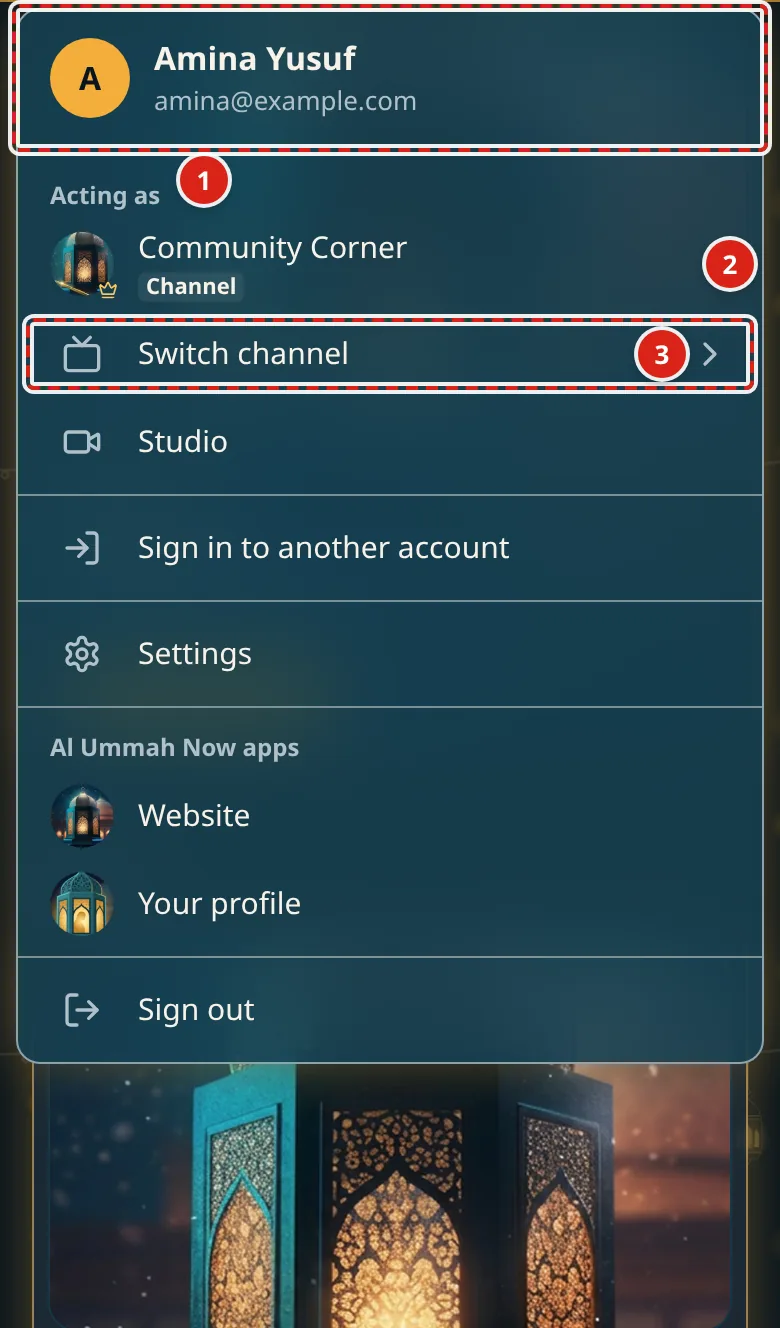 A
Amina Yusuf
amina@example.com
1
Acting as
Community Corner
2
Channel
Switch channel
3
Studio
Sign in to another account
Settings
Al Ummah Now apps
Website
Your profile
Sign out